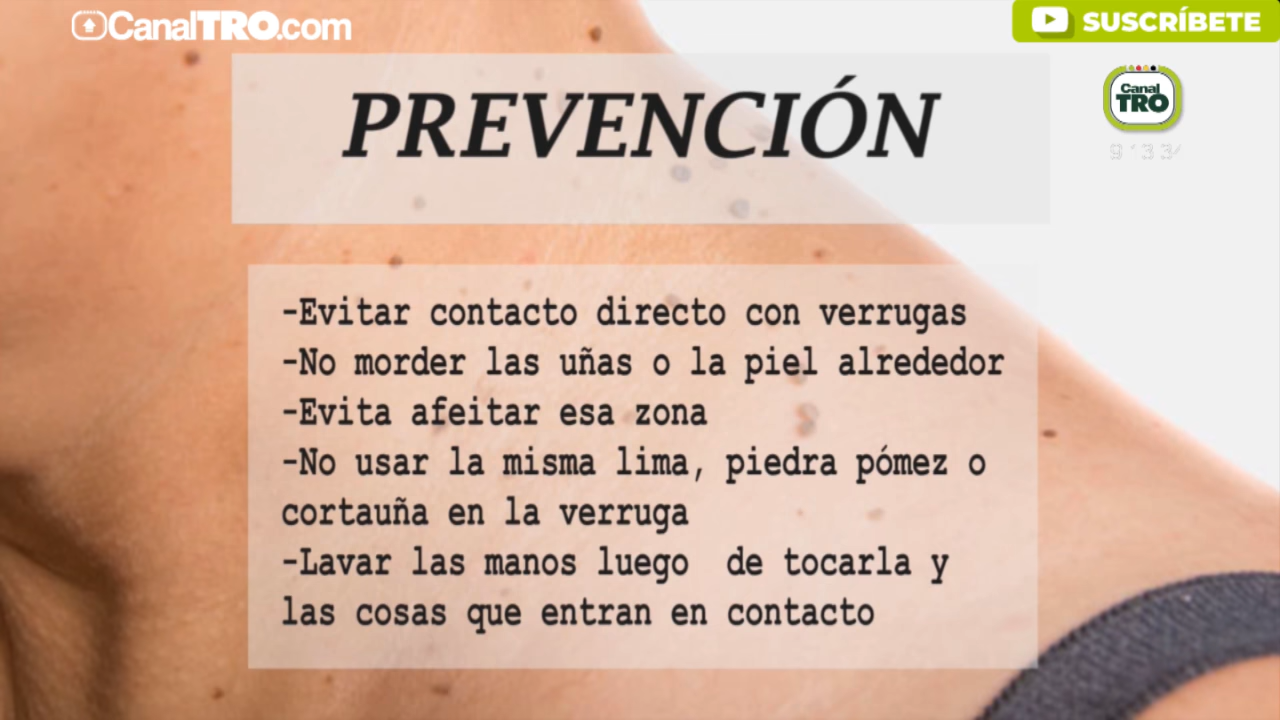 CanalTRO.com
SUSCRÍBETE
Canal
TRO
PREVENCIÓN
-Evitar contacto directo con verrugas
-No morder las uñas o la piel alrededor
-Evita afeitar esa zona
-No usar la misma lima, piedra pómez o
cortauña en la verruga
-Lavar las manos luego  de tocarla y
las cosas que entran en contacto